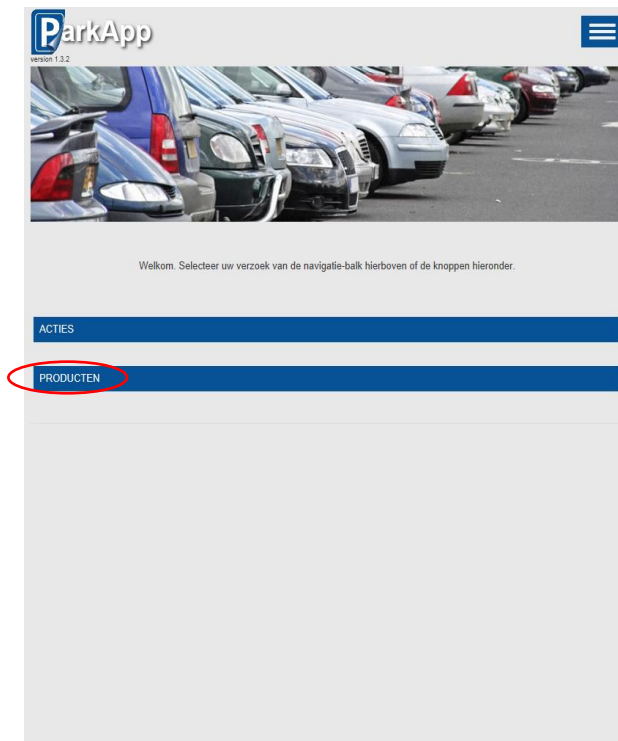 ParkApp
version 1.3.2
Welkom. Selecteer uw verzoek van de navigatie-balk hierboven of de knoppen hieronder.
ACTIES
PRODUCTEN